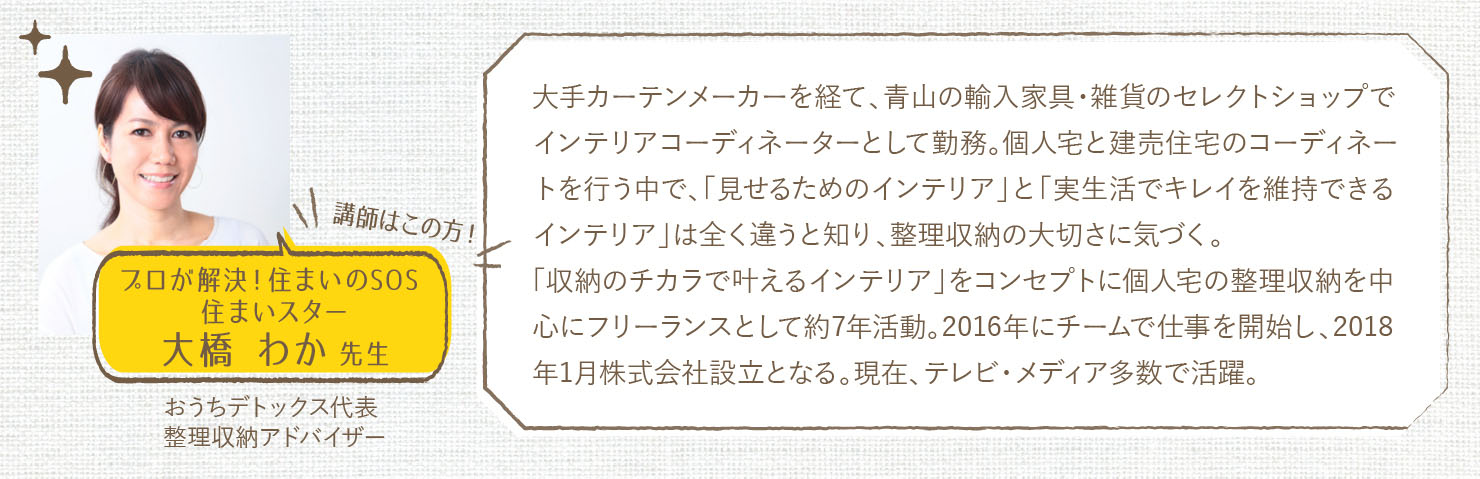 講師はこの方！
プロが解決！住まいのSOS
住まいスター
大橋 わか 先生
おうちデトックス代表
整理収納アドバイザー
大手カーテンメーカーを経て、青山の輸入家具・雑貨のセレクトショップで
インテリアコーディネーターとして勤務。個人宅と建売住宅のコーディネー
トを行う中で、「見せるためのインテリア」と「実生活でキレイを維持できる
インテリア」は全く違うと知り、整理収納の大切さに気づく。
「収納のチカラで叶えるインテリア」をコンセプトに個人宅の整理収納を中
心にフリーランスとして約7年活動。2016年にチームで仕事を開始し、2018
年1月株式会社設立となる。現在、テレビ・メディア多数で活躍。